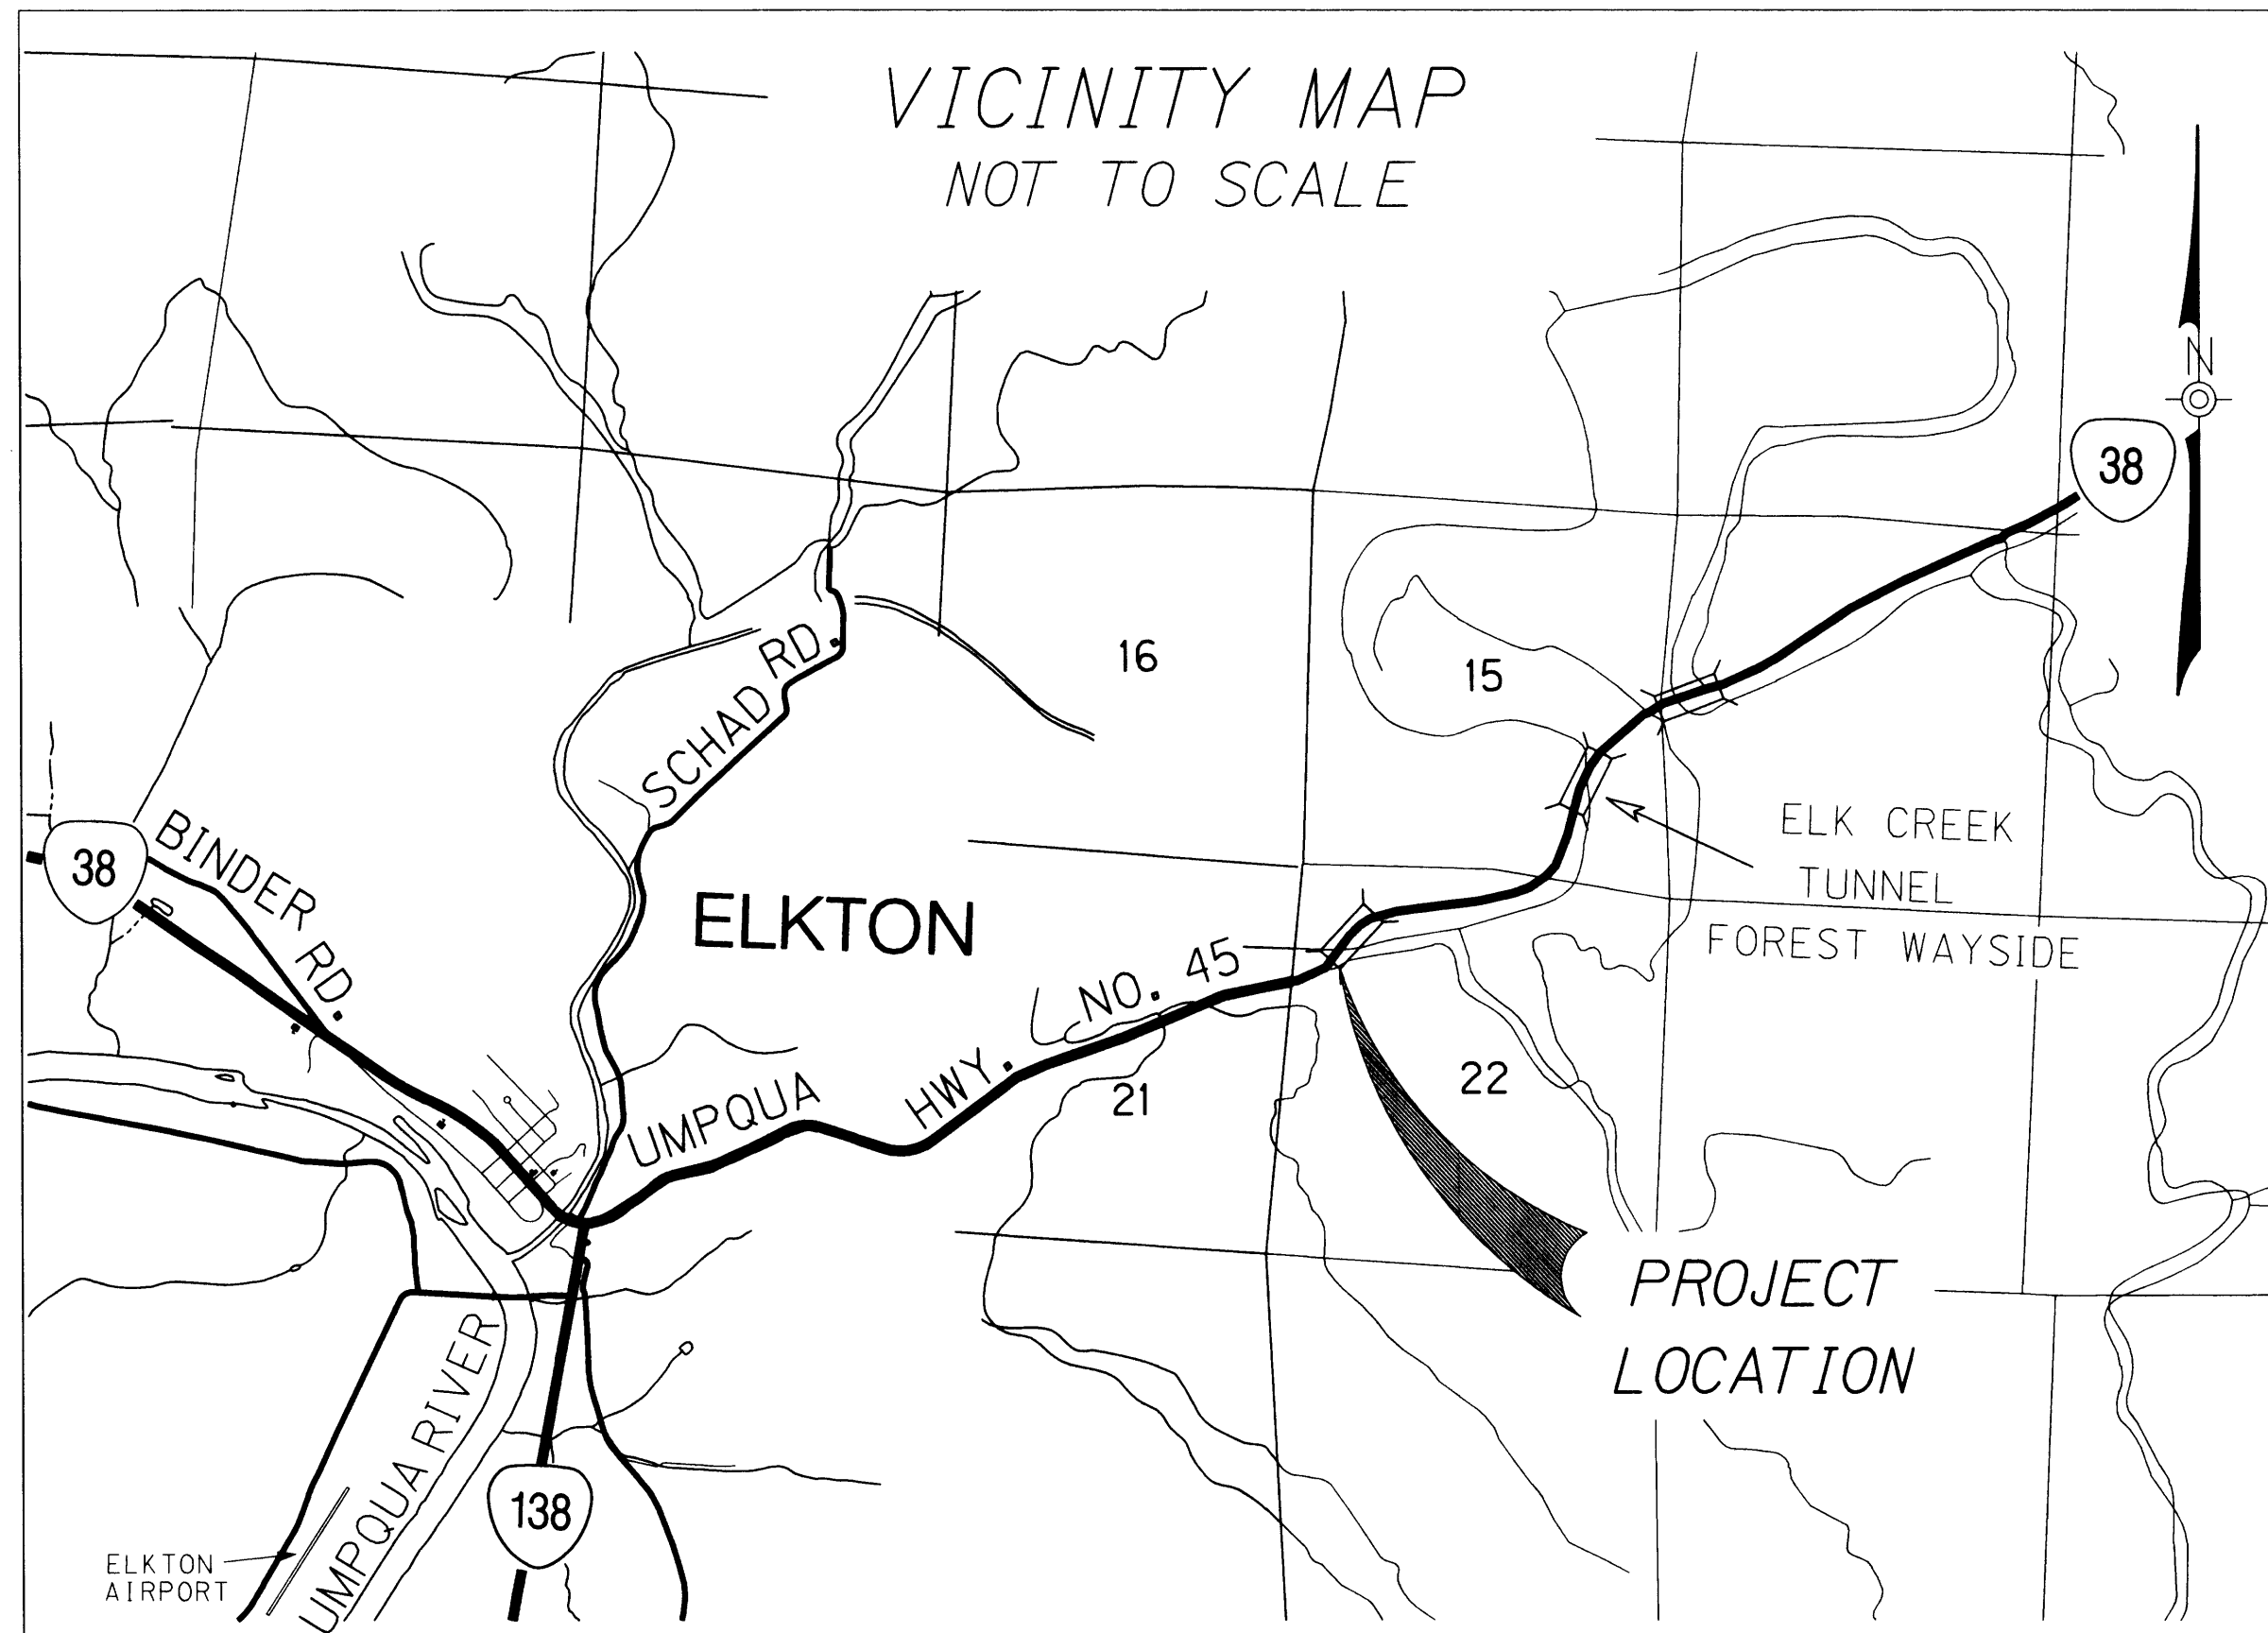 VICINITY MAP
NOT TO SCALE
N
38
16
15
SCHAD RD.
ELK CREEK
TUNNEL
FOREST WAYSIDE
38
BINDER RD.
ELKTON
UMPQUA HWY. NO. 45
21
22
PROJECT
LOCATION
UMPQUA RIVER
138
ELKTON
AIRPORT